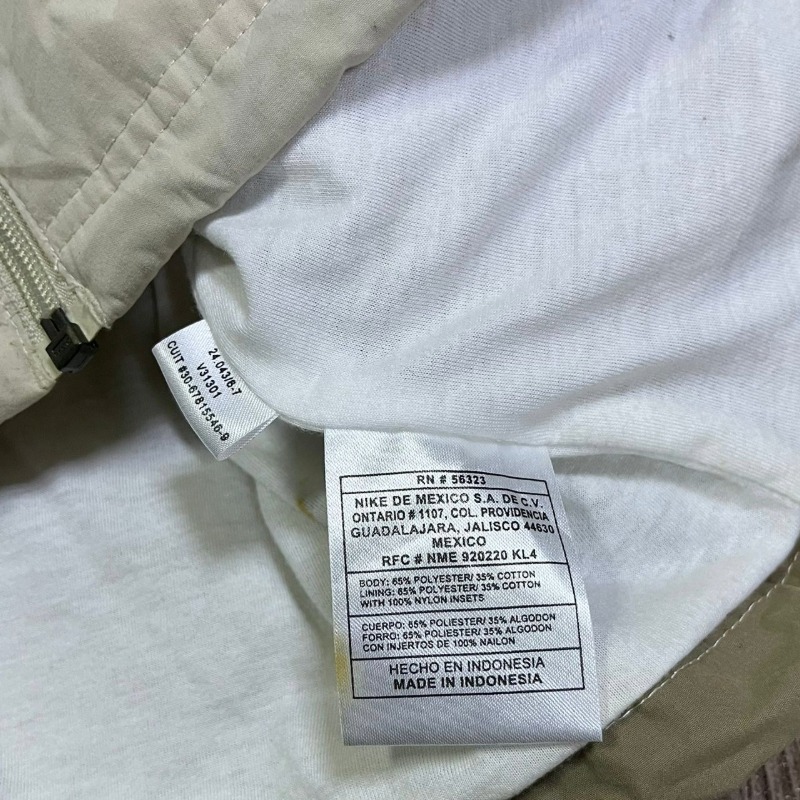 24.043/6-7
V31301
CUIT #30-67815546-9
RN # 56323
NIKE DE MEXICO S.A. DE C.V.
ONTARIO # 1107, COL. PROVIDENCIA
GUADALAJARA, JALISCO 44630
MEXICO
RFC # NME 920220 KL4
BODY: 65% POLYESTER/ 35% COTTON
LINING: 65% POLYESTER/ 35% COTTON
WITH 100% NYLON INSETS
CUERPO: 65% POLIESTER/ 35% ALGODON
FORRO: 65% POLIESTER/ 35% ALGODON
CON INJERTOS DE 100% NAILON
HECHO EN INDONESIA
MADE IN INDONESIA